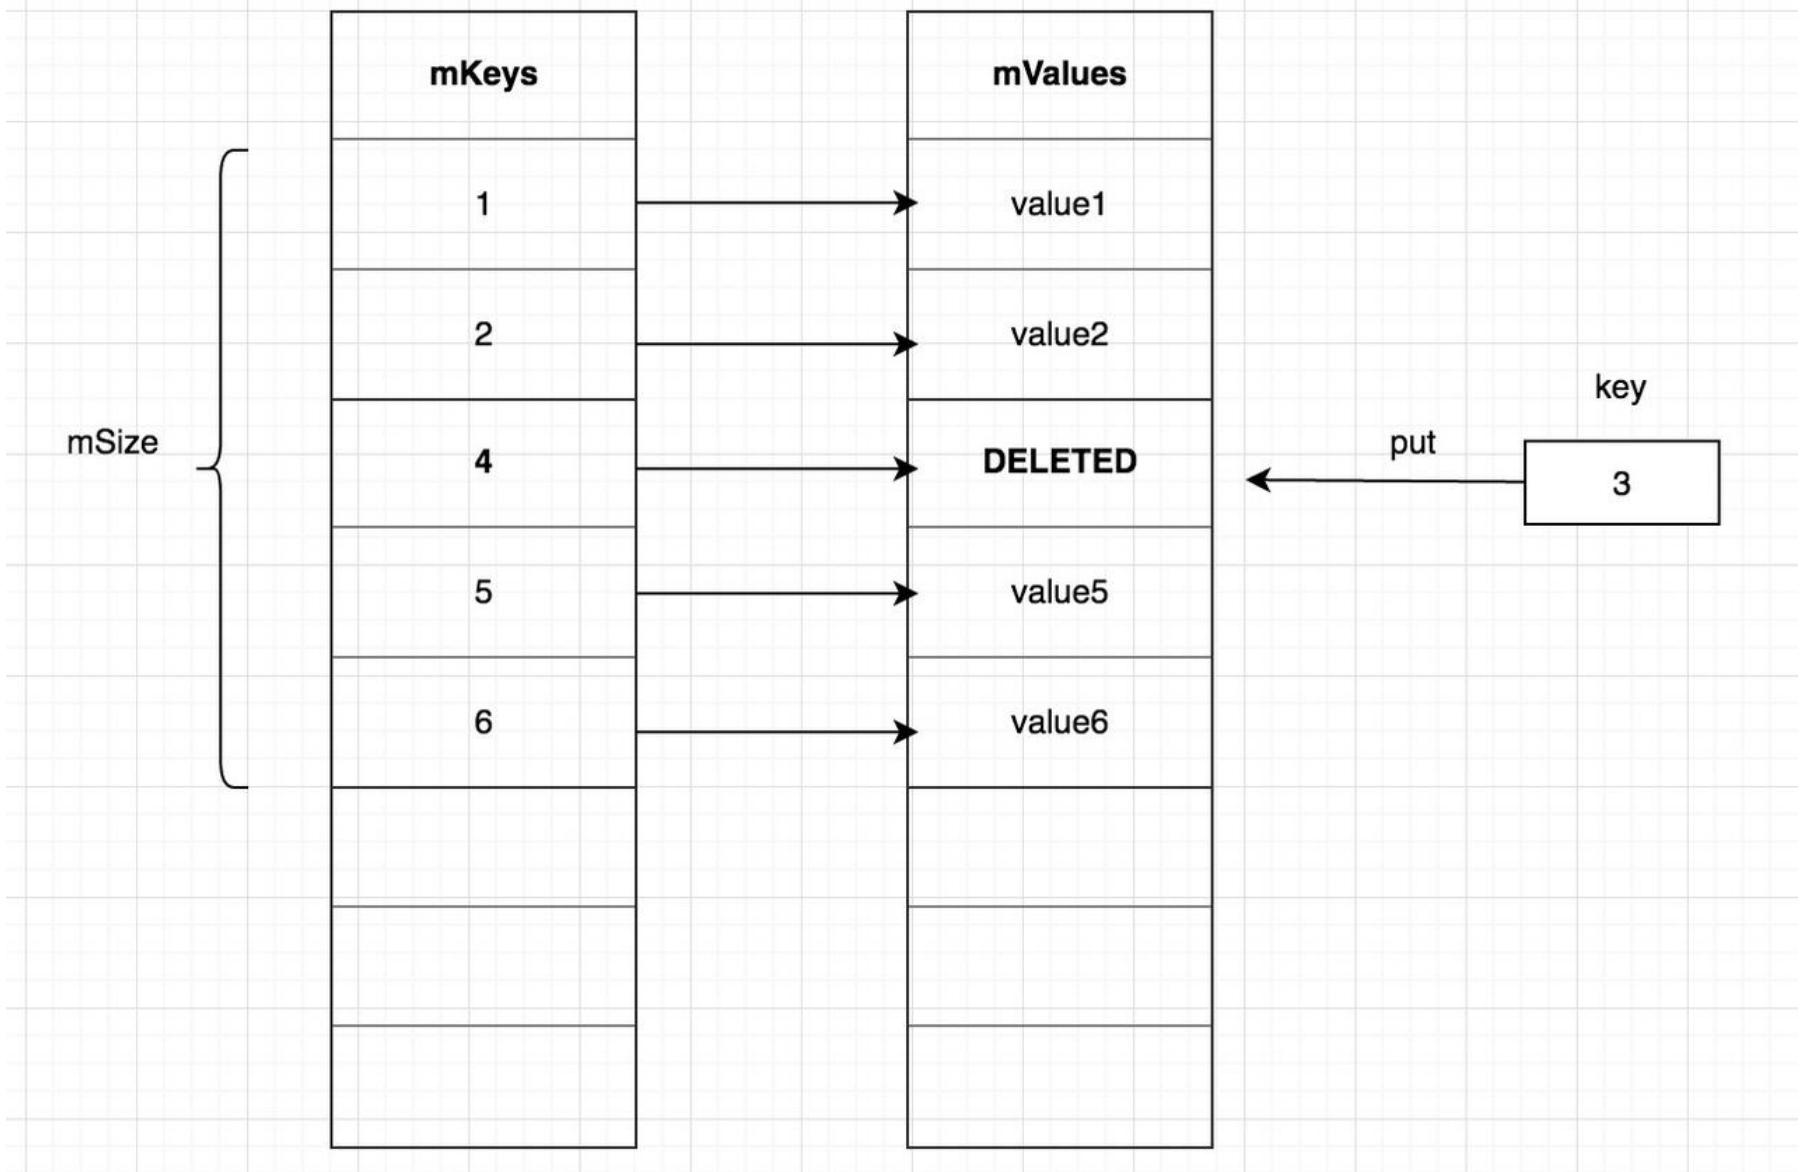 mKeys
mValues
1
value1
2
value2
key
mSize
4
DELETED
put
3
5
value5
6
value6